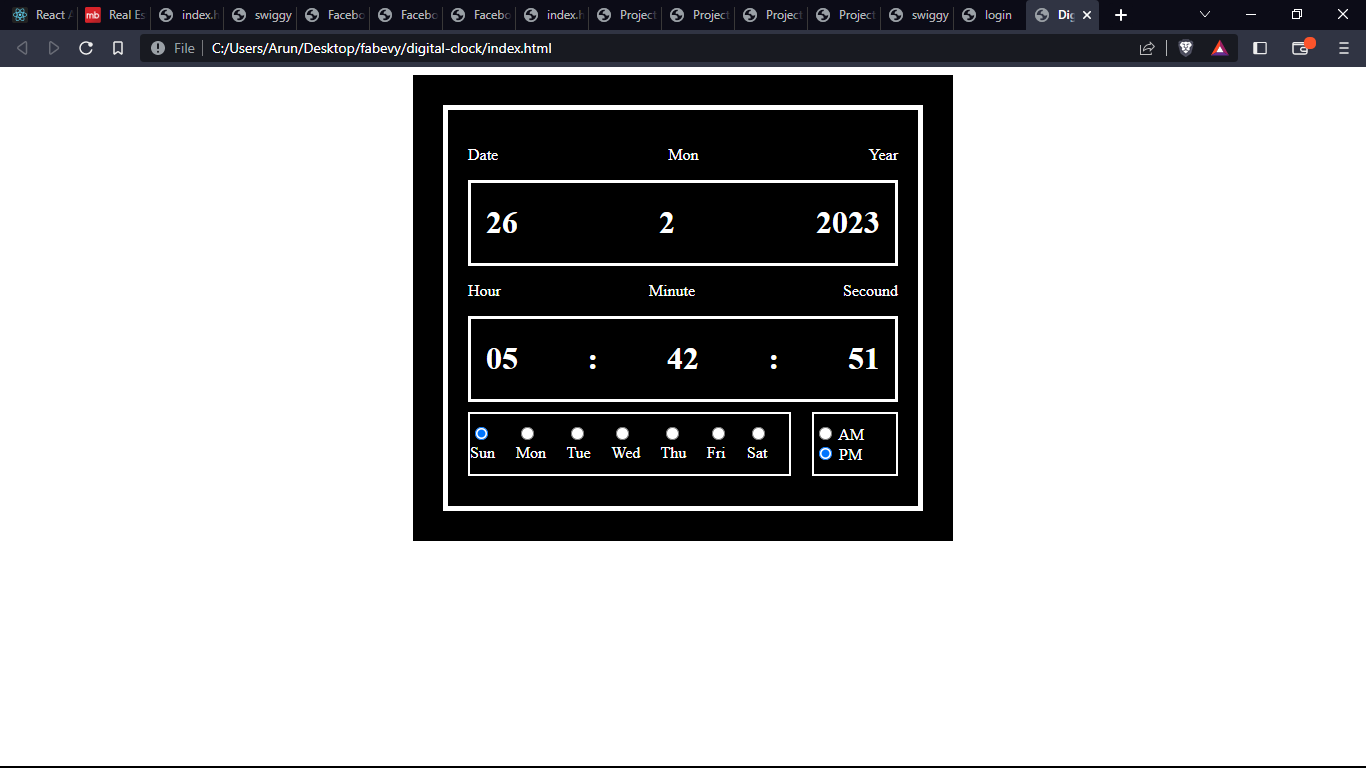 React A Real Es index.h swiggy Facebo Facebo Facebo index.h Project Project Project Project swiggy login Dig
File C:/Users/Arun/Desktop/fabevy/digital-clock/index.html
Date Mon Year
26 2 2023
Hour Minute Secound
05 : 42 : 51
Sun Mon Tue Wed Thu Fri Sat
AM
PM